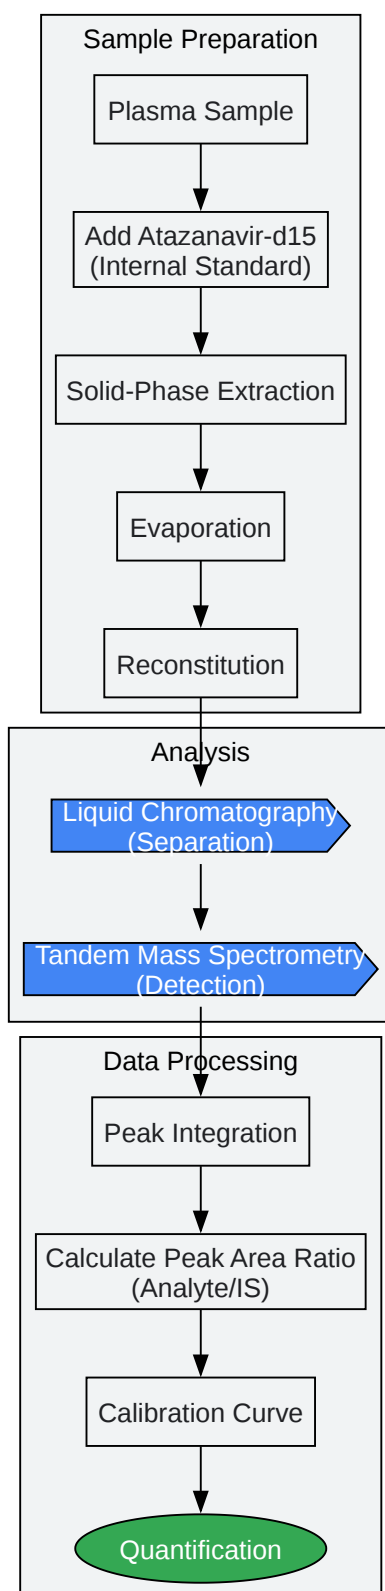 Sample Preparation
Plasma Sample
Add Atazanavir-d15
(Internal Standard)
Solid-Phase Extraction
Evaporation
Reconstitution
Analysis
Liquid Chromatography
(Separation)
Tandem Mass Spectrometry
(Detection)
Data Processing
Peak Integration
Calculate Peak Area Ratio
(Analyte/IS)
Calibration Curve
Quantification